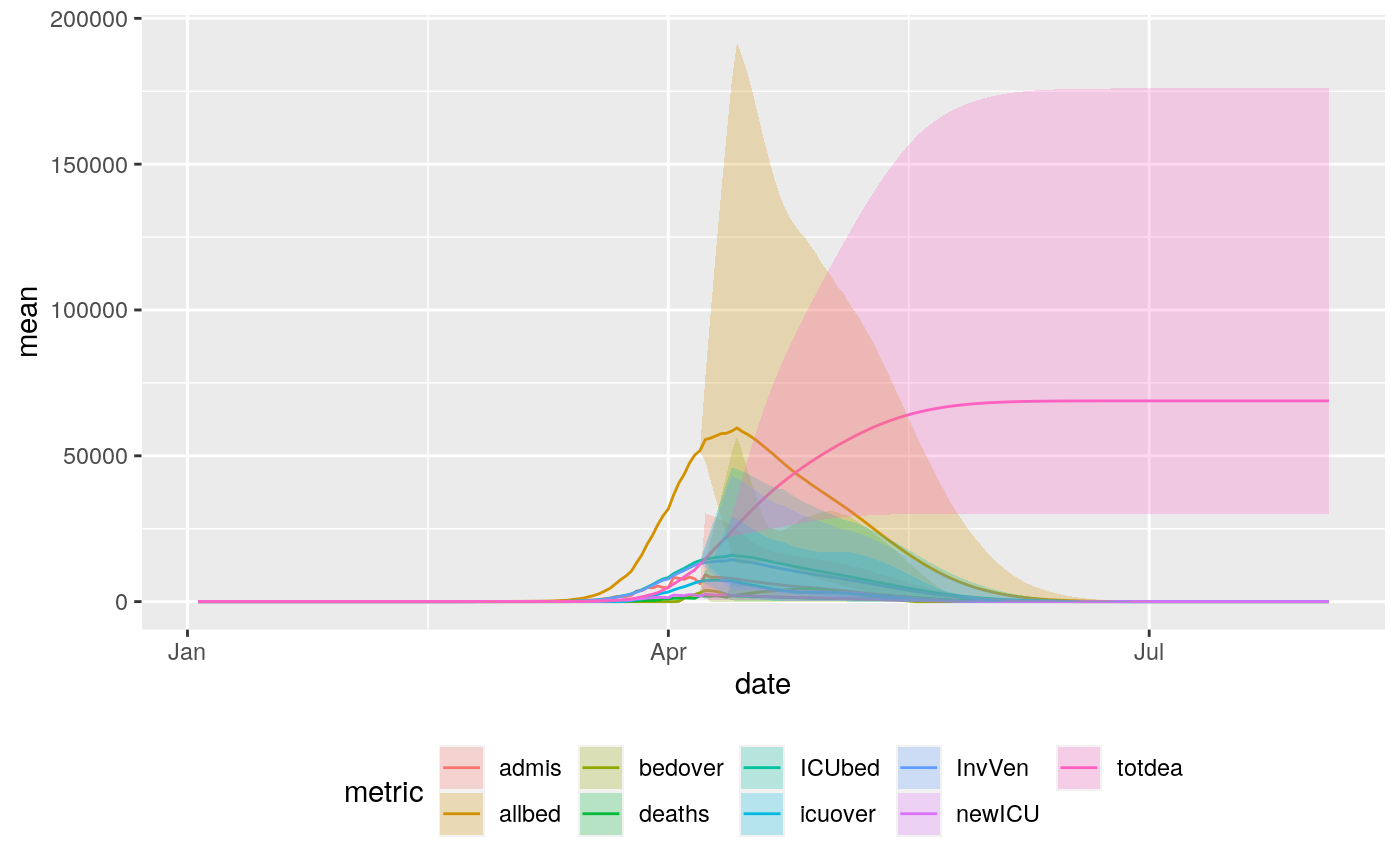 200000
150000
100000
50000
0
mean
Jan Apr Jul
date
metric
admis bedover ICUbed InvVen totdea
allbed deaths icuover newICU